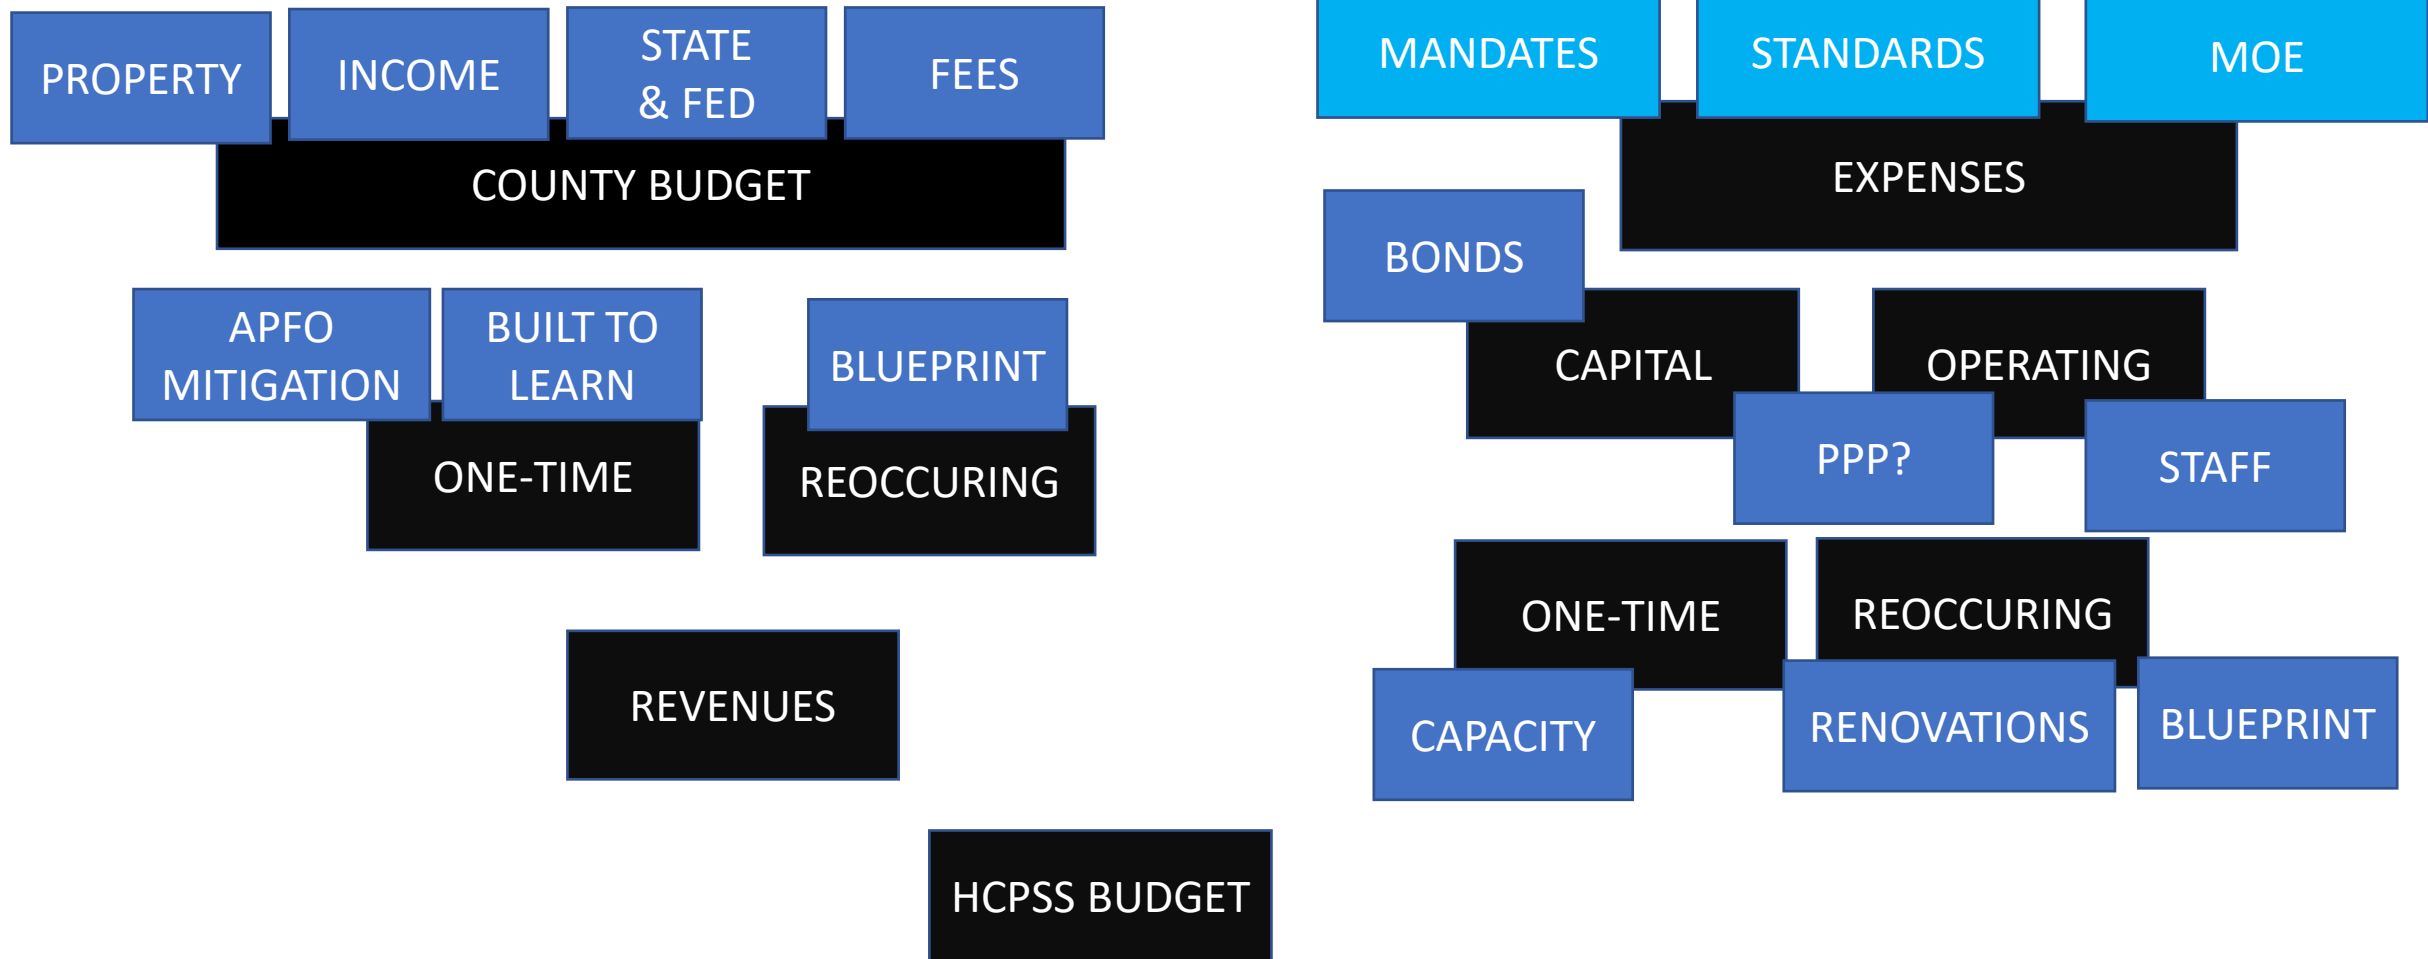 PROPERTY
INCOME
STATE
& FED
FEES
COUNTY BUDGET
APFO
MITIGATION
BUILT TO
LEARN
BLUEPRINT
ONE-TIME
REOCCURING
REVENUES
HCPSS BUDGET
MANDATES
STANDARDS
MOE
EXPENSES
BONDS
CAPITAL
OPERATING
PPP?
STAFF
ONE-TIME
REOCCURING
CAPACITY
RENOVATIONS
BLUEPRINT